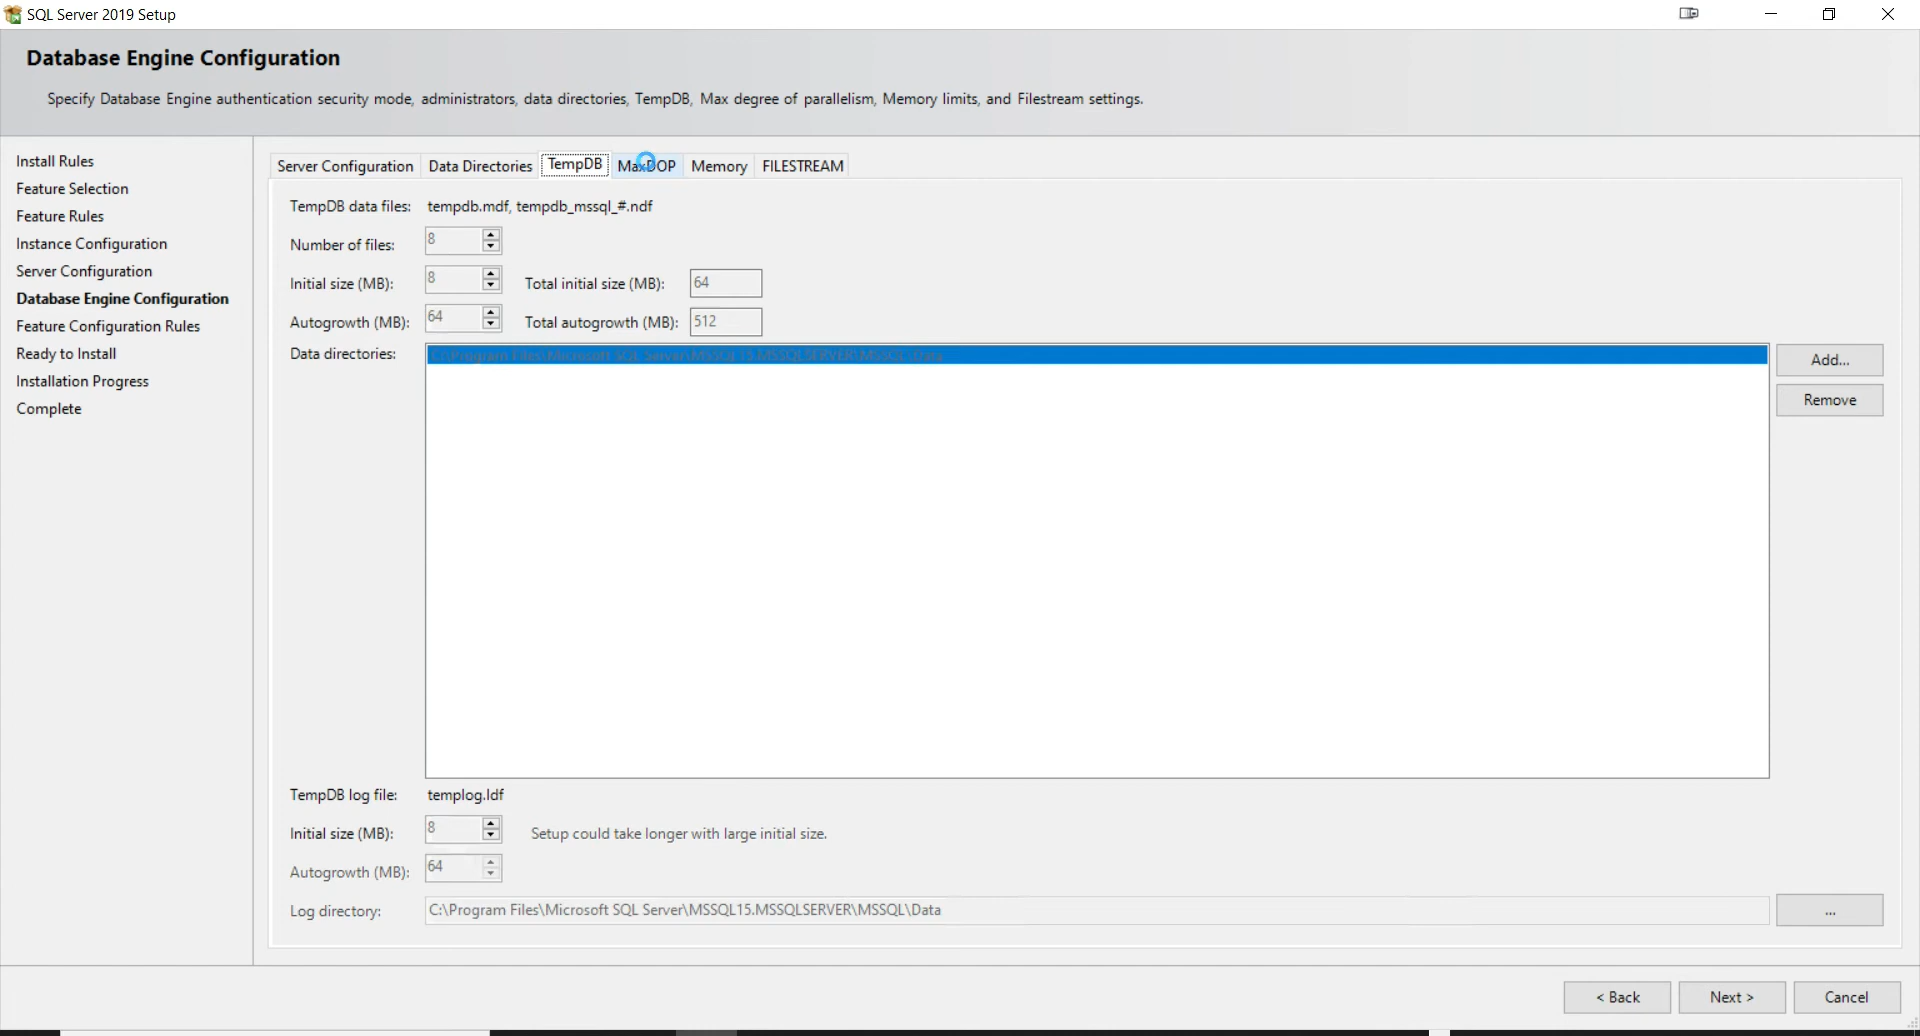 SQL Server 2019 Setup
Database Engine Configuration
Specify Database Engine authentication security mode, administrators, data directories, TempDB, Max degree of parallelism, Memory limits, and Filestream settings.
Install Rules
Feature Selection
Feature Rules
Instance Configuration
Server Configuration
Database Engine Configuration
Feature Configuration Rules
Ready to Install
Installation Progress
Complete
Server Configuration Data Directories TempDB MaxDOP Memory FILESTREAM
TempDB data files: tempdb.mdf, tempdb_mssql_#.ndf
Number of files: 8
Initial size (MB): 8 Total initial size (MB): 64
Autogrowth (MB): 64 Total autogrowth (MB): 512
Data directories: C:\Program Files\Microsoft SQL Server\MSSQL15.MSSQLSERVER\MSSQL\Data
Add...
Remove
TempDB log file: templog.ldf
Initial size (MB): 8 Setup could take longer with large initial size.
Autogrowth (MB): 64
Log directory: C:\Program Files\Microsoft SQL Server\MSSQL15.MSSQLSERVER\MSSQL\Data ...
< Back Next > Cancel